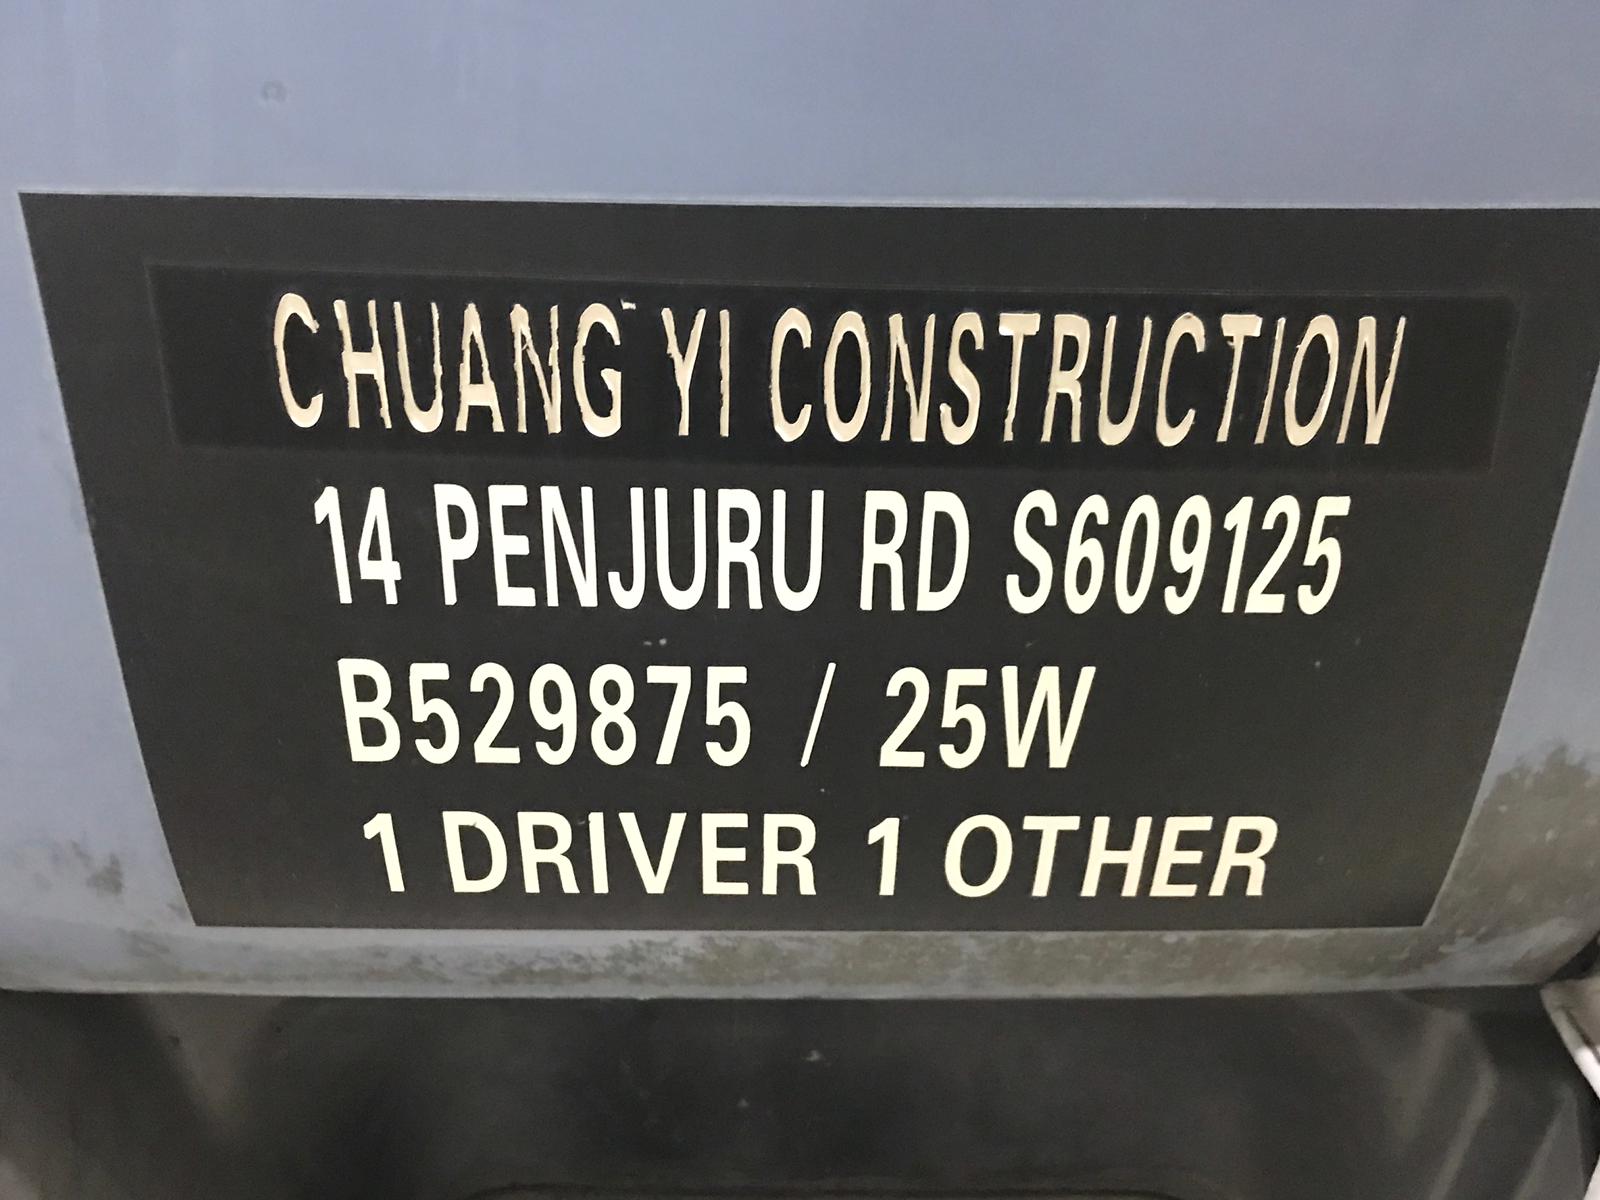 CHUANG YI CONSTRUCTION
14 PENJURU RD S609125
B529875 / 25W
1 DRIVER 1 OTHER